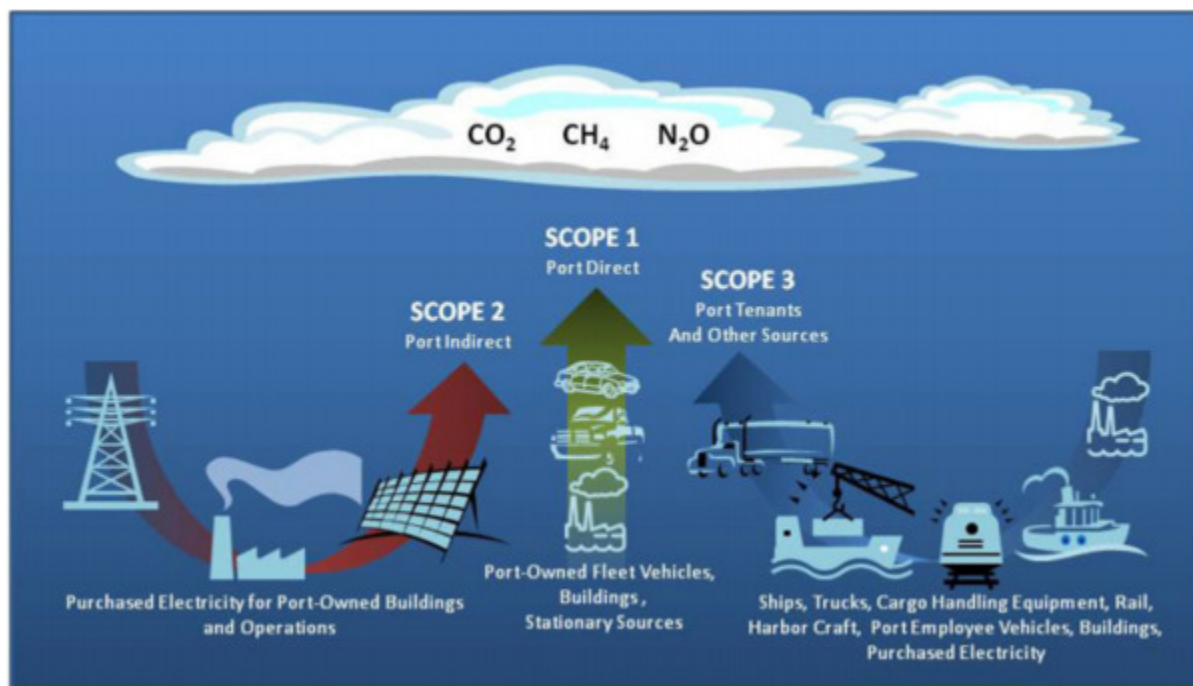 CO₂ CH₄ N₂O
SCOPE 1
Port Direct
SCOPE 2
Port Indirect
SCOPE 3
Port Tenants
And Other Sources
Purchased Electricity for Port-Owned Buildings
and Operations
Port-Owned Fleet Vehicles,
Buildings ,
Stationary Sources
Ships, Trucks, Cargo Handling Equipment, Rail,
Harbor Craft, Port Employee Vehicles, Buildings,
Purchased Electricity